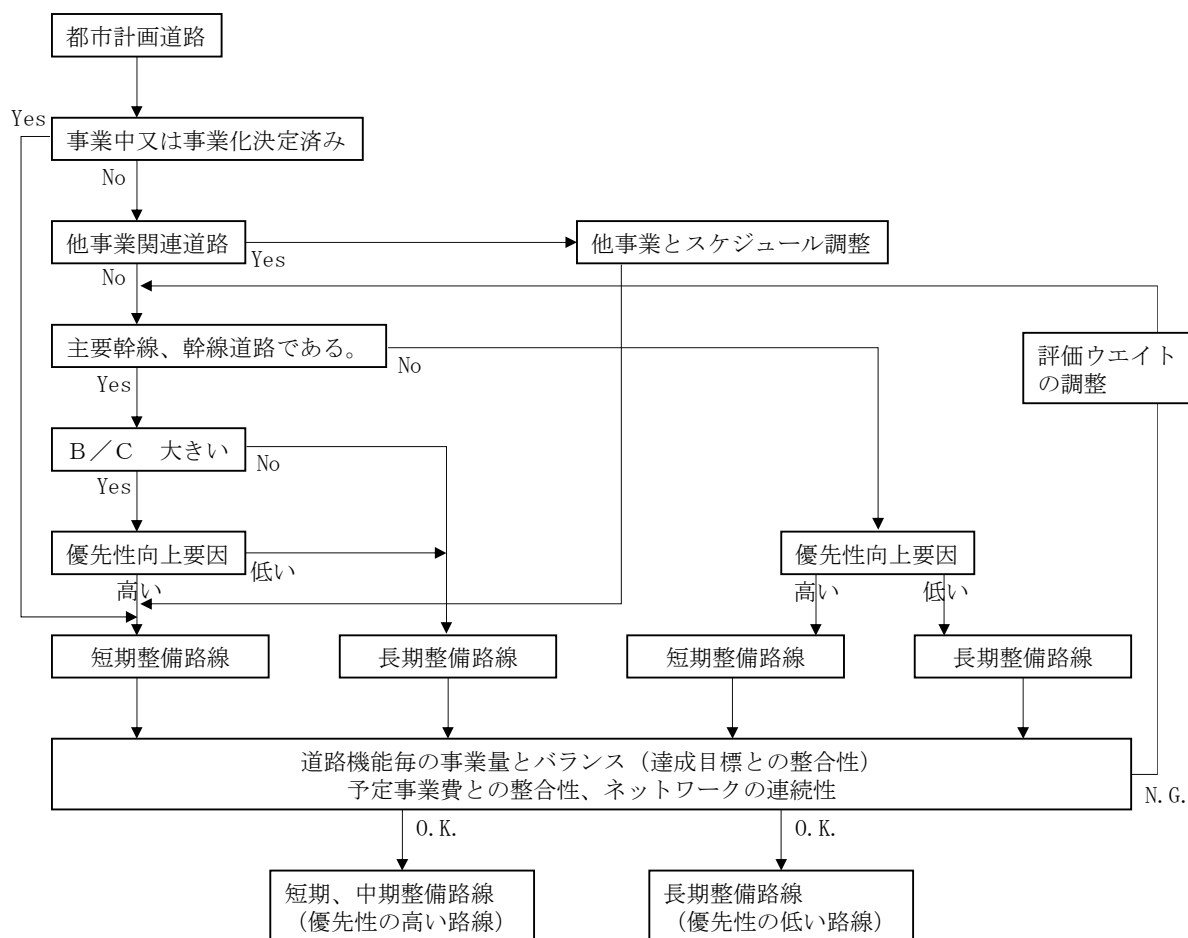 都市計画道路
Yes
事業中又は事業化決定済み
No
他事業関連道路
Yes
他事業とスケジュール調整
No
主要幹線、幹線道路である。
No
評価ウエイト
の調整
Yes
B/C 大きい
No
Yes
優先性向上要因
低い
高い
優先性向上要因
高い
低い
短期整備路線
長期整備路線
短期整備路線
長期整備路線
道路機能毎の事業量とバランス(達成目標との整合性)
予定事業費との整合性、ネットワークの連続性
N.G.
O.K.
O.K.
短期、中期整備路線
(優先性の高い路線)
長期整備路線
(優先性の低い路線)